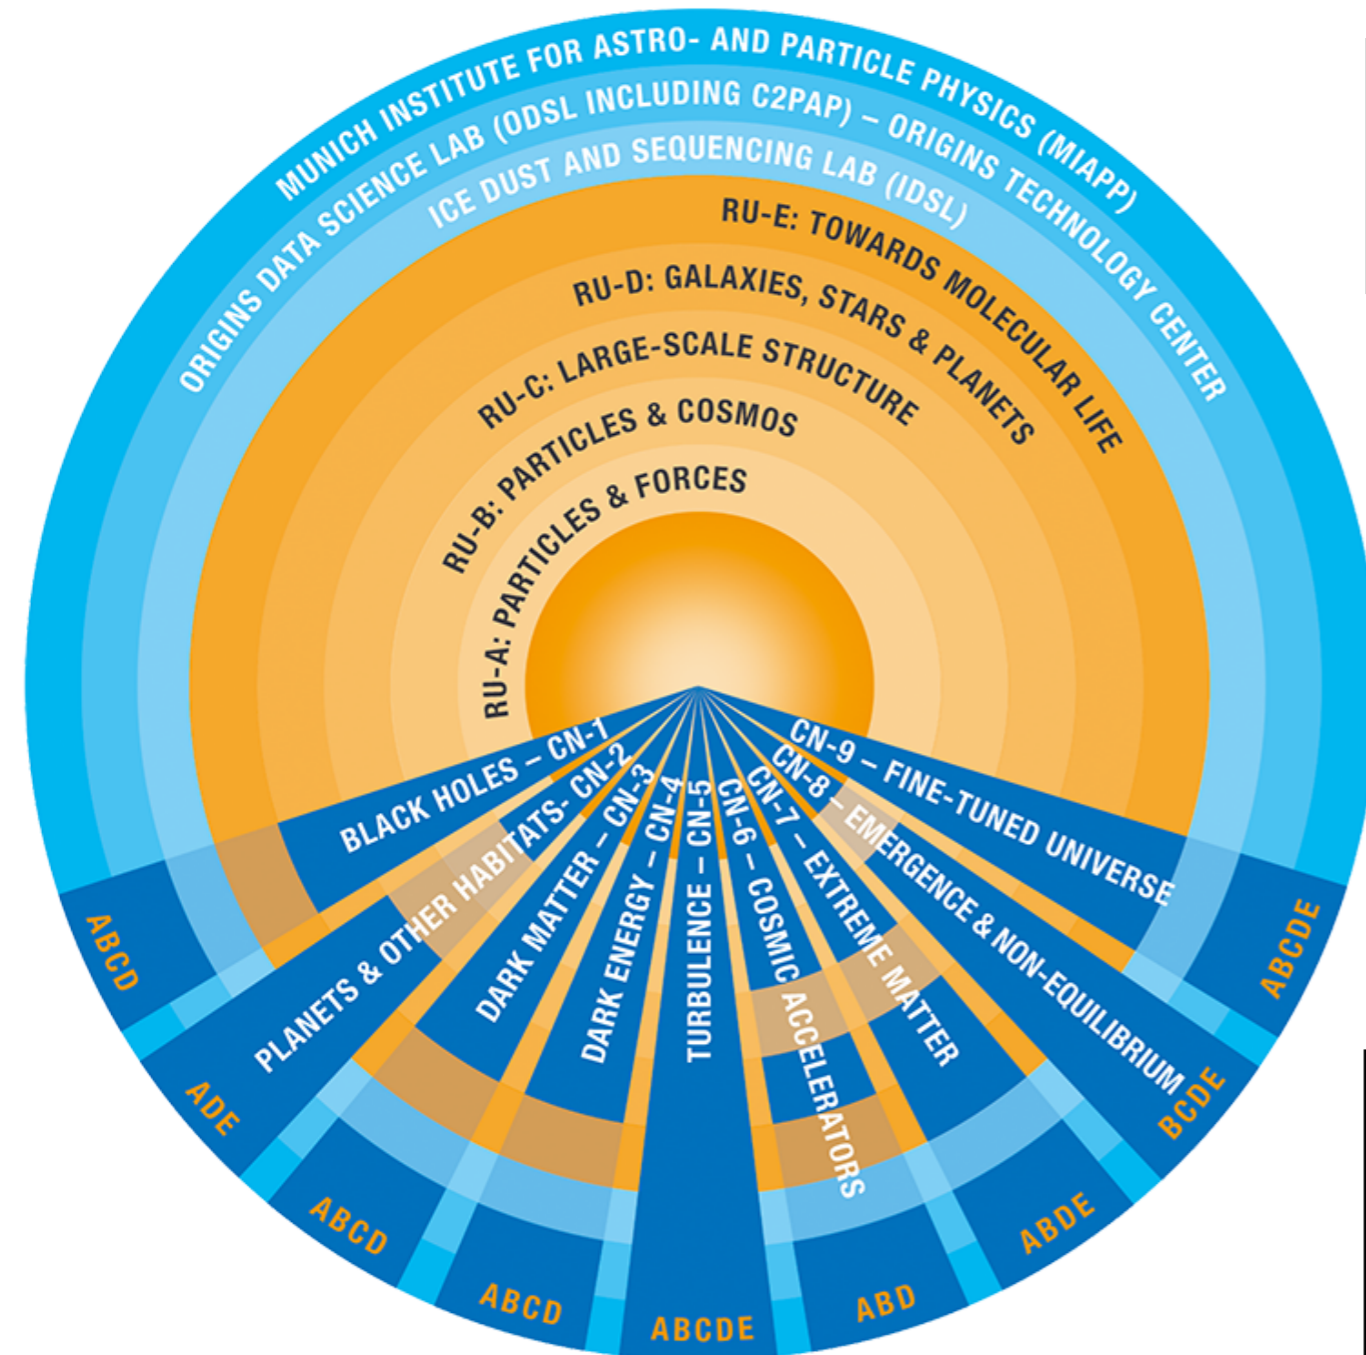 MUNICH INSTITUTE FOR ASTRO- AND PARTICLE PHYSICS (MIAPP)
ORIGINS DATA SCIENCE LAB (ODSL INCLUDING C2PAP) – ORIGINS TECHNOLOGY CENTER
ICE DUST AND SEQUENCING LAB (IDSL)
RU-E: TOWARDS MOLECULAR LIFE
RU-D: GALAXIES, STARS & PLANETS
RU-C: LARGE-SCALE STRUCTURE
RU-B: PARTICLES & COSMOS
RU-A: PARTICLES & FORCES
BLACK HOLES – CN-1
ABCD
PLANETS & OTHER HABITATS- CN-2
ADE
DARK MATTER – CN-3
ABCD
DARK ENERGY – CN-4
ABCD
TURBULENCE – CN-5
ABCDE
CN-6 – COSMIC ACCELERATORS
ABD
CN-7 – EXTREME MATTER
ABDE
CN-8 – EMERGENCE & NON-EQUILIBRIUM
BCDE
CN-9 – FINE-TUNED UNIVERSE
ABCDE